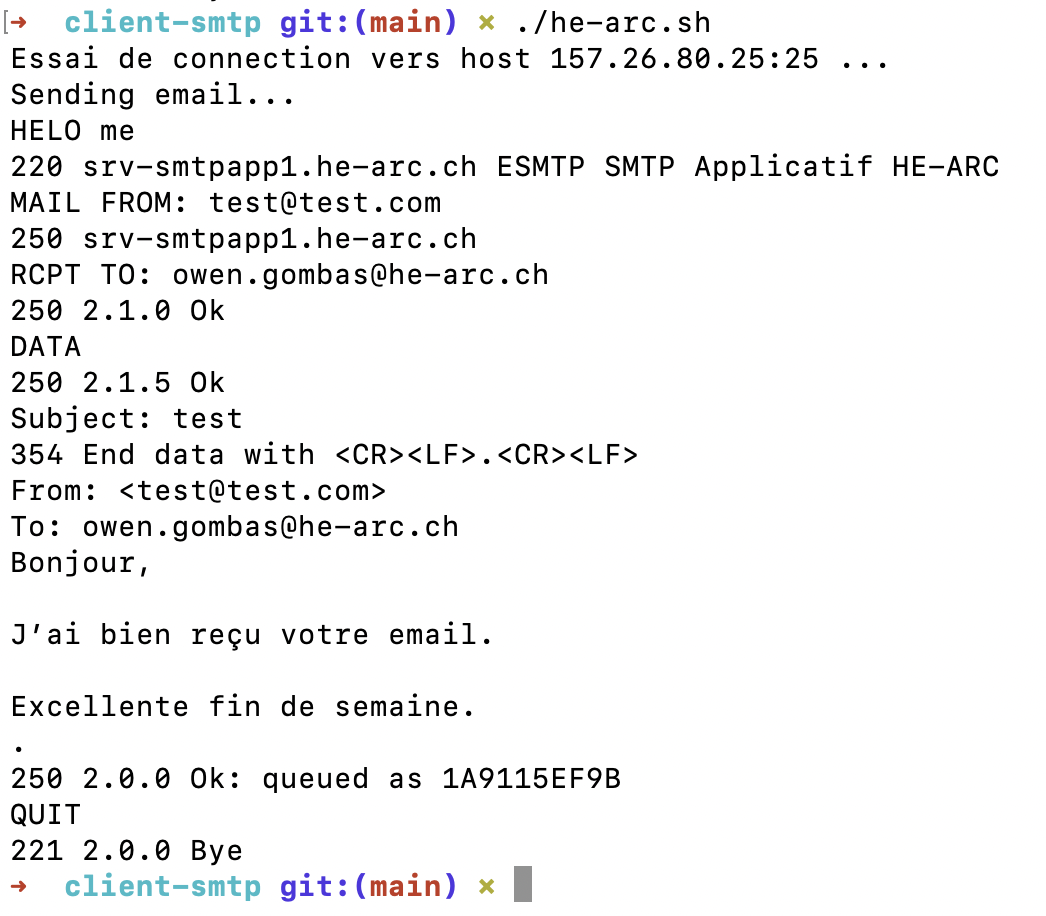 [➜ client-smtp git:(main) × ./he-arc.sh
Essai de connection vers host 157.26.80.25:25 ...
Sending email...
HELO me
220 srv-smtpapp1.he-arc.ch ESMTP SMTP Applicatif HE-ARC
MAIL FROM: test@test.com
250 srv-smtpapp1.he-arc.ch
RCPT TO: owen.gombas@he-arc.ch
250 2.1.0 Ok
DATA
250 2.1.5 Ok
Subject: test
354 End data with <CR><LF>.<CR><LF>
From: <test@test.com>
To: owen.gombas@he-arc.ch
Bonjour,
J’ai bien reçu votre email.
Excellente fin de semaine.
.
250 2.0.0 Ok: queued as 1A9115EF9B
QUIT
221 2.0.0 Bye
➜ client-smtp git:(main) ×